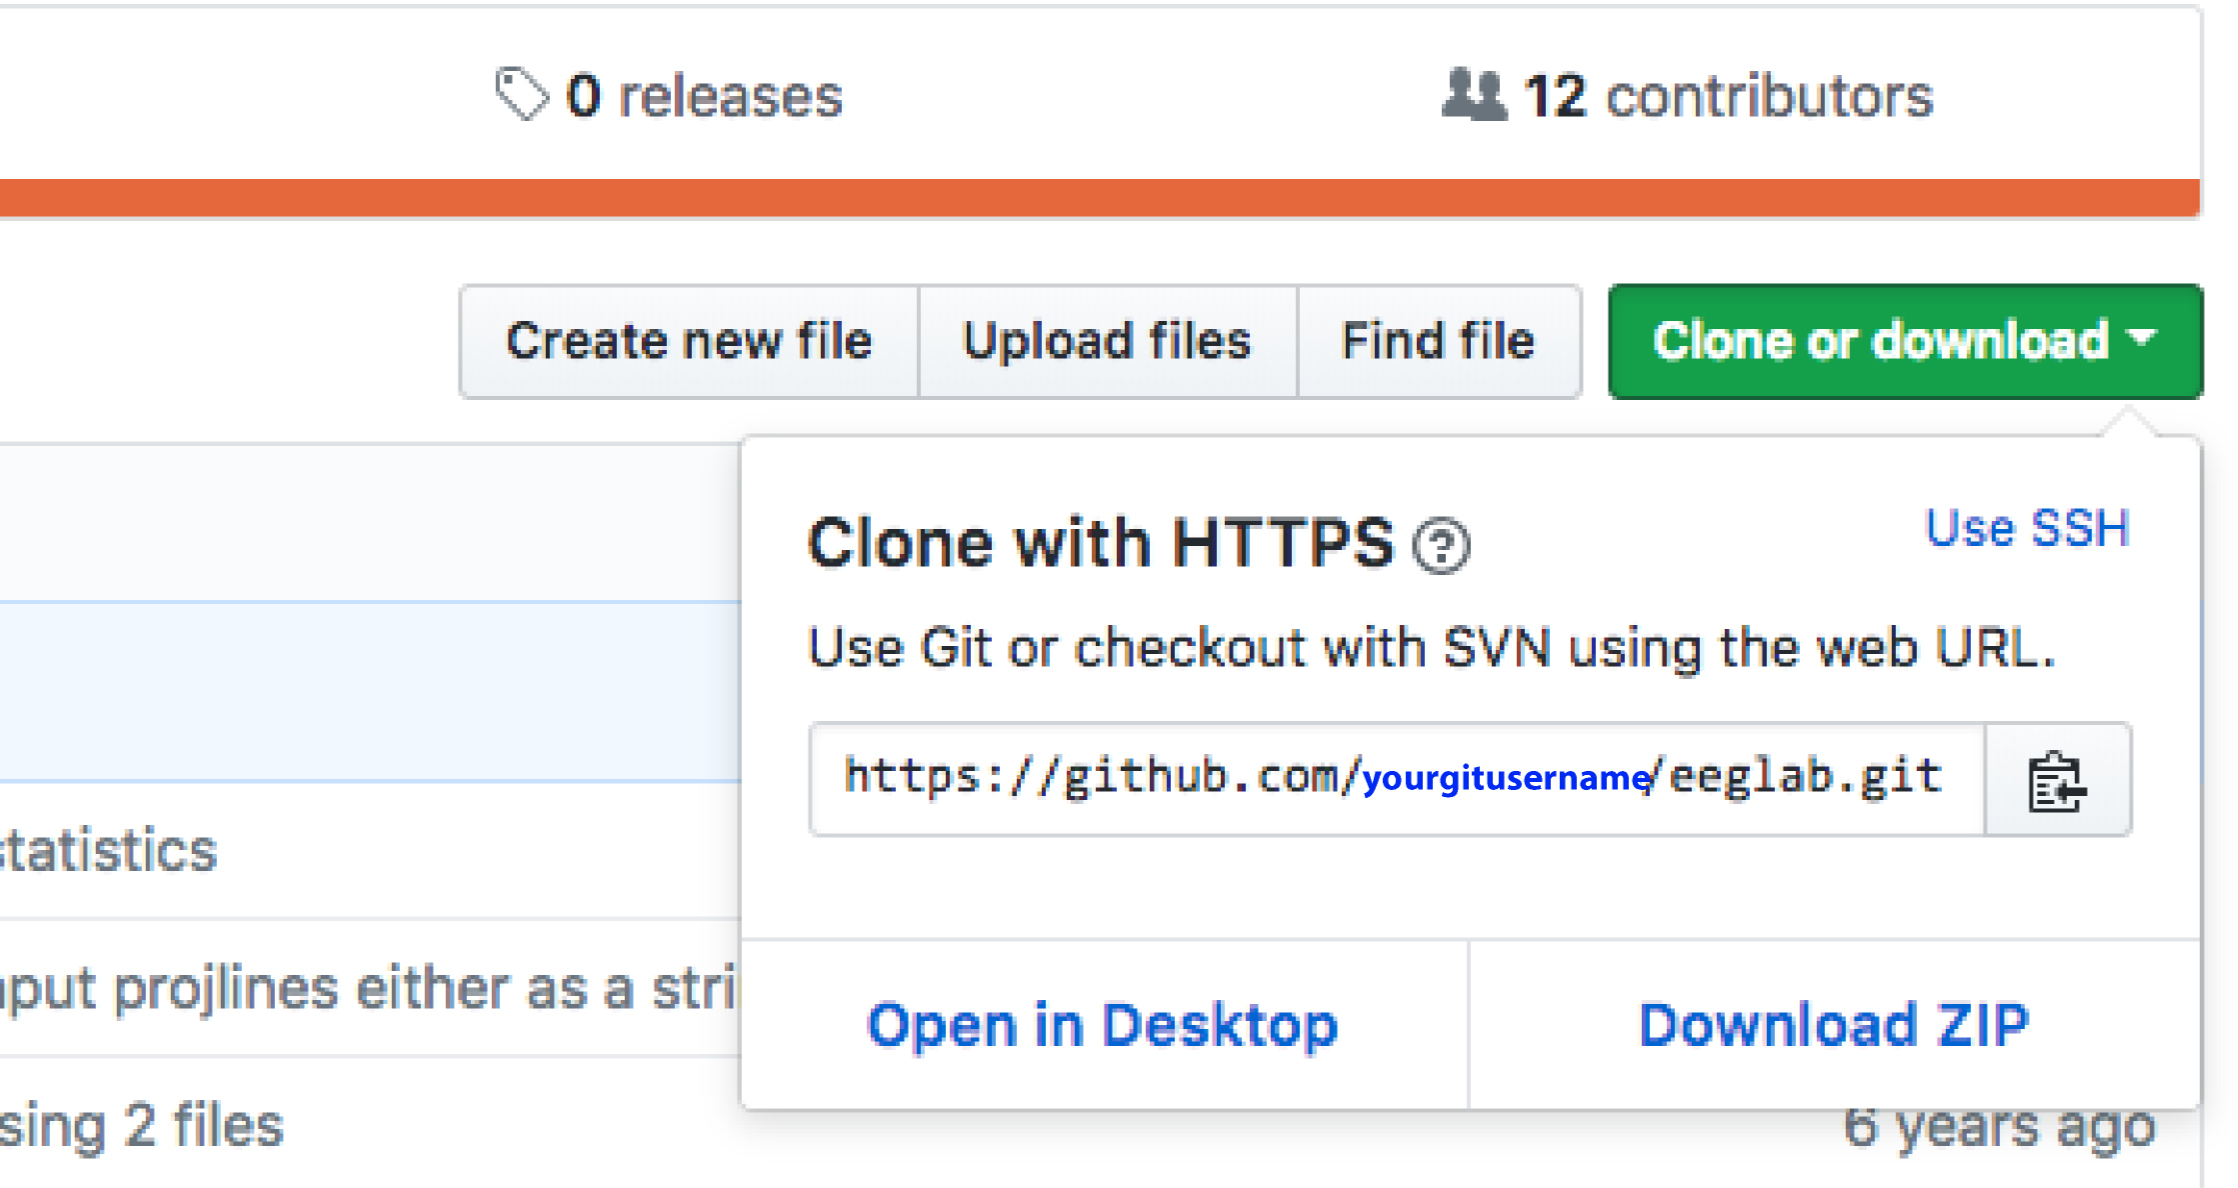 0 releases
12 contributors
Create new file
Upload files
Find file
Clone or download
Clone with HTTPS
Use SSH
Use Git or checkout with SVN using the web URL.
https://github.com/yourgitusername/eeglab.git
Open in Desktop
Download ZIP
tatistics
put projlines either as a stri
sing 2 files
6 years ago